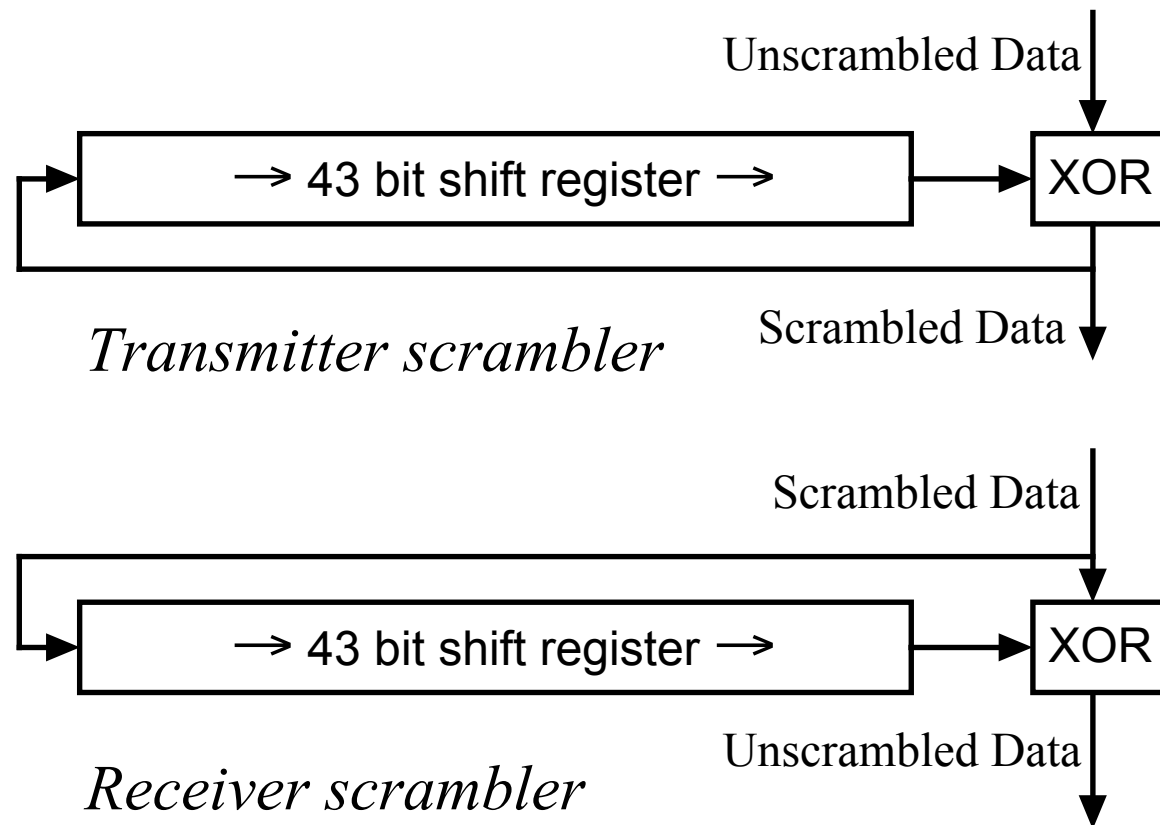 Unscrambled Data
→ 43 bit shift register → XOR
Scrambled Data
Transmitter scrambler
Scrambled Data
→ 43 bit shift register → XOR
Unscrambled Data
Receiver scrambler